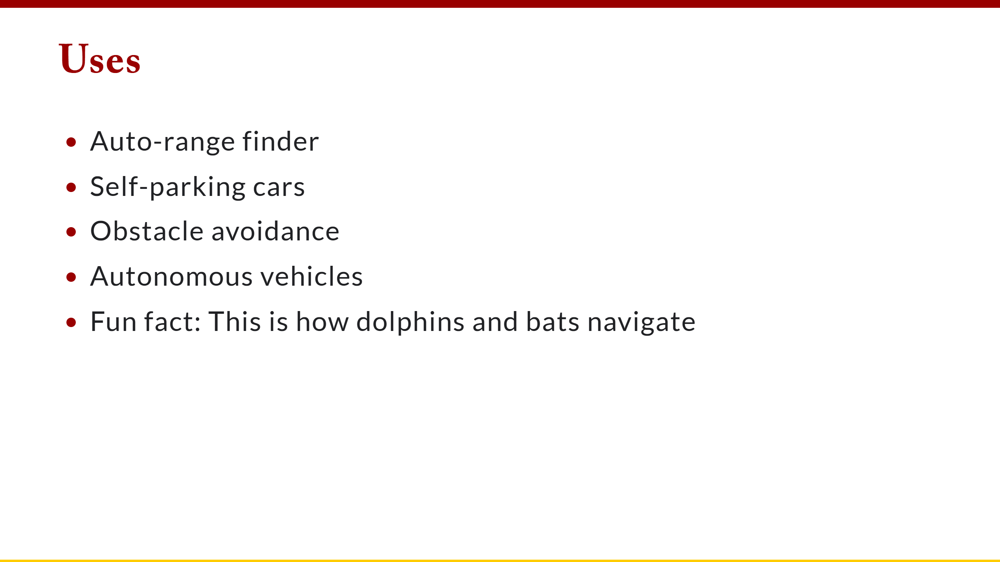 Uses
• Auto-range finder
• Self-parking cars
• Obstacle avoidance
• Autonomous vehicles
• Fun fact: This is how dolphins and bats navigate